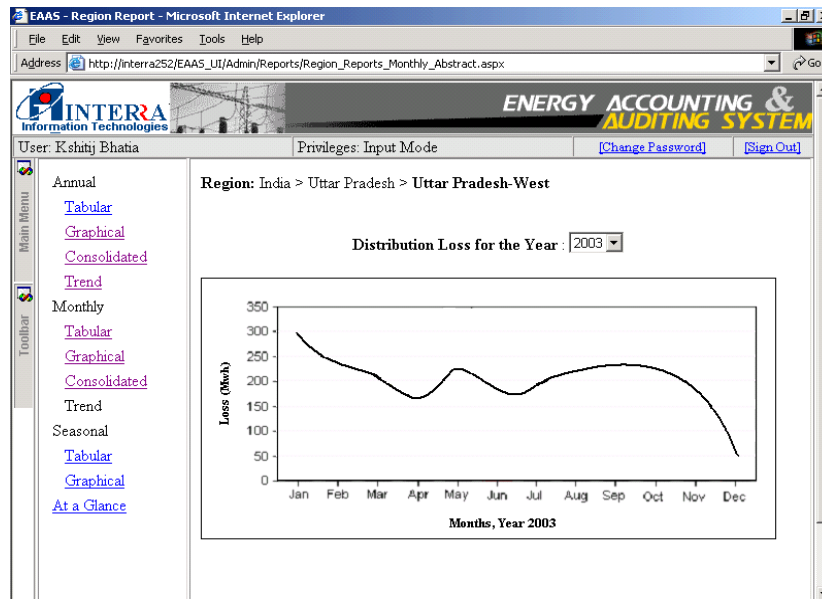 EAAS - Region Report - Microsoft Internet Explorer
File Edit View Favorites Tools Help
Address http://interra252/EAAS_UI/Admin/Reports/Region_Reports_Monthly_Abstract.aspx Go
INTERRA
Information Technologies
ENERGY ACCOUNTING &
AUDITING SYSTEM
User: Kshitij Bhatia Privileges: Input Mode [Change Password] [Sign Out]
Main Menu
Toolbar
Annual
Tabular
Graphical
Consolidated
Trend
Monthly
Tabular
Graphical
Consolidated
Trend
Seasonal
Tabular
Graphical
At a Glance
Region: India > Uttar Pradesh > Uttar Pradesh-West
Distribution Loss for the Year : 2003
Loss (Mwh)
350
300
250
200
150
100
50
0
Jan Feb Mar Apr May Jun Jul Aug Sep Oct Nov Dec
Months, Year 2003